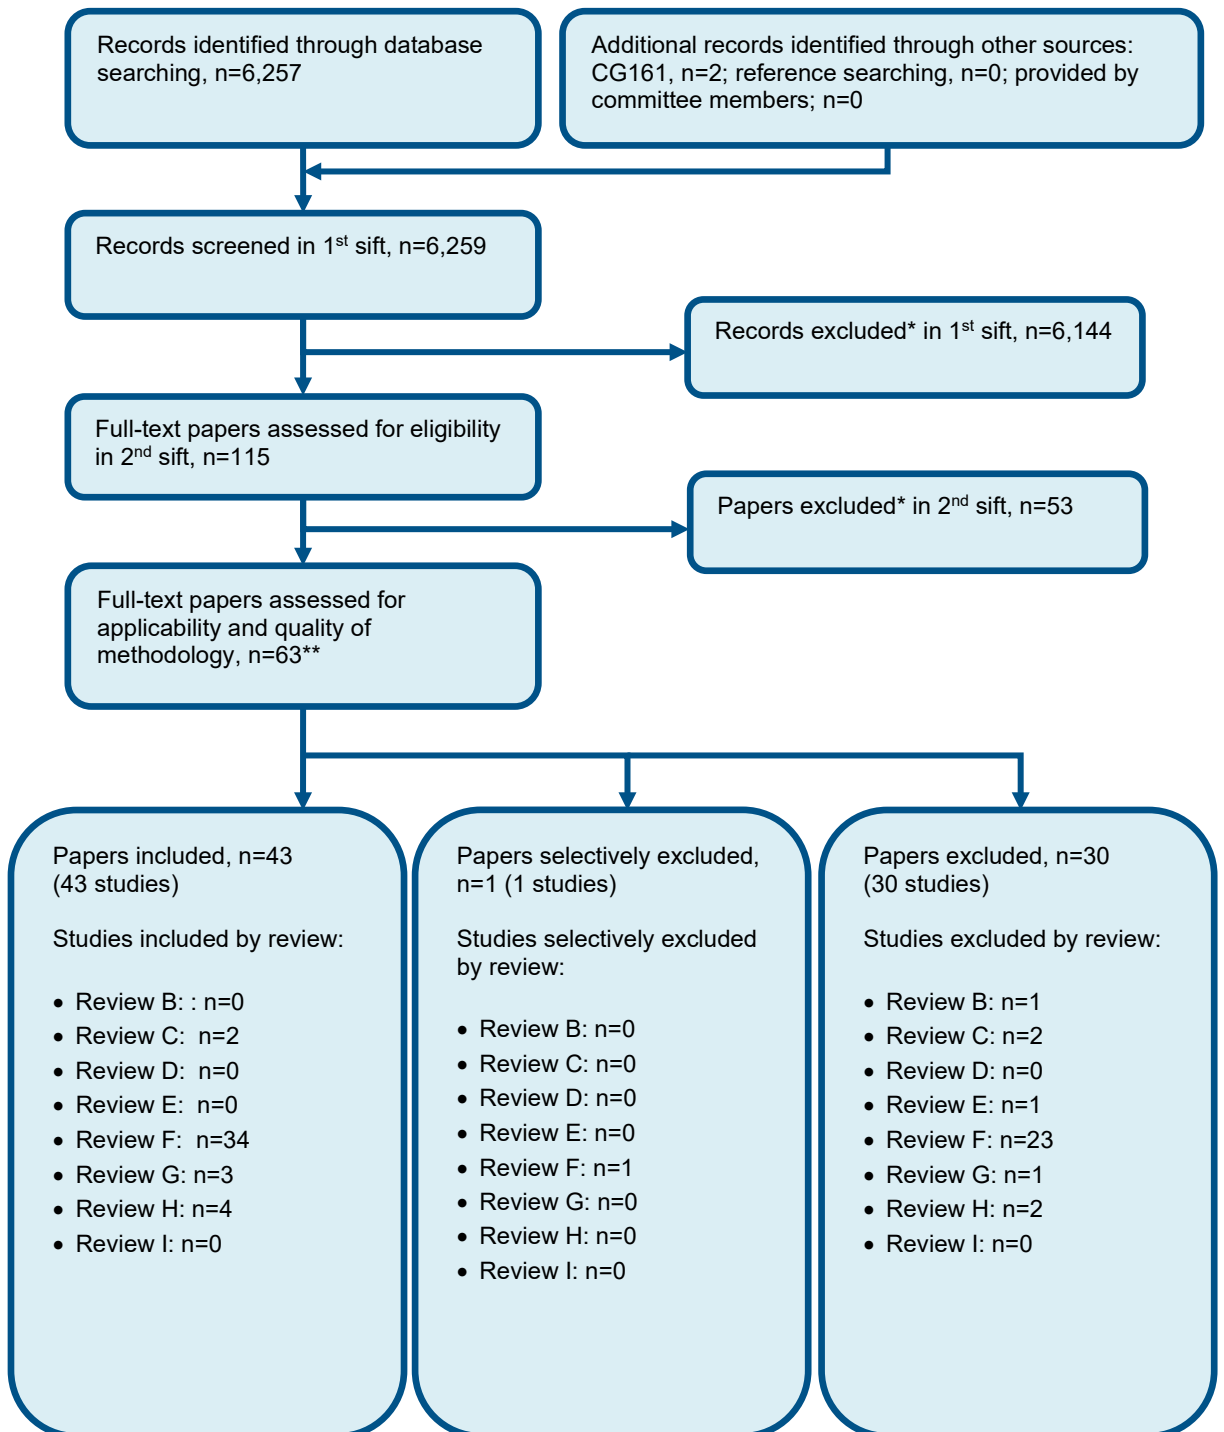 Records identified through database
searching, n=6,257
Additional records identified through other sources:
CG161, n=2; reference searching, n=0; provided by
committee members; n=0
Records screened in 1st sift, n=6,259
Records excluded* in 1st sift, n=6,144
Full-text papers assessed for eligibility
in 2nd sift, n=115
Papers excluded* in 2nd sift, n=53
Full-text papers assessed for
applicability and quality of
methodology, n=63**
Papers included, n=43
(43 studies)
Studies included by review:
• Review B: : n=0
• Review C:  n=2
• Review D:  n=0
• Review E:  n=0
• Review F:  n=34
• Review G: n=3
• Review H: n=4
• Review I: n=0
Papers selectively excluded,
n=1 (1 studies)
Studies selectively excluded
by review:
• Review B: n=0
• Review C: n=0
• Review D: n=0
• Review E: n=0
• Review F: n=1
• Review G: n=0
• Review H: n=0
• Review I: n=0
Papers excluded, n=30
(30 studies)
Studies excluded by review:
• Review B: n=1
• Review C: n=2
• Review D: n=0
• Review E: n=1
• Review F: n=23
• Review G: n=1
• Review H: n=2
• Review I: n=0